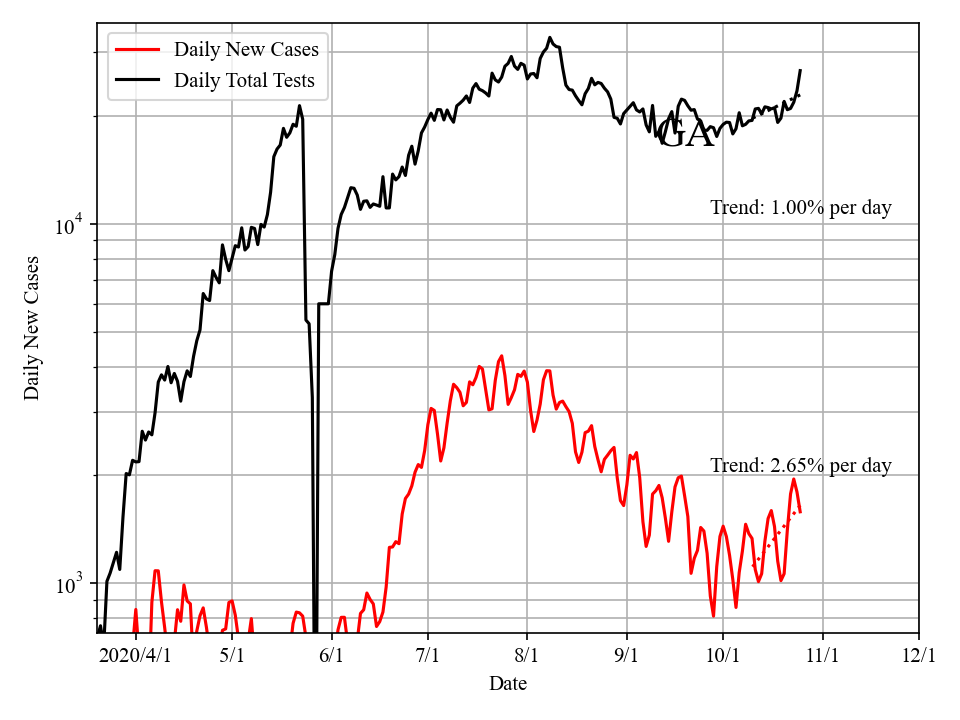 Daily New Cases
Daily Total Tests
GA
Trend: 1.00% per day
Trend: 2.65% per day
10^4
10^3
Daily New Cases
2020/4/1 5/1 6/1 7/1 8/1 9/1 10/1 11/1 12/1
Date